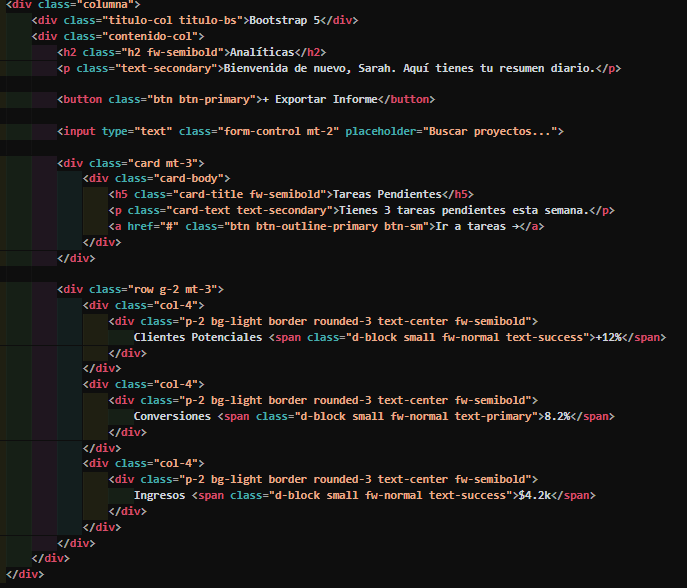 <div class="columna">
<div class="titulo-col titulo-bs">Bootstrap 5</div>
<div class="contenido-col">
<h2 class="h2 fw-semibold">Analíticas</h2>
<p class="text-secondary">Bienvenida de nuevo, Sarah. Aquí tienes tu resumen diario.</p>
<button class="btn btn-primary">+ Exportar Informe</button>
<input type="text" class="form-control mt-2" placeholder="Buscar proyectos...">
<div class="card mt-3">
<div class="card-body">
<h5 class="card-title fw-semibold">Tareas Pendientes</h5>
<p class="card-text text-secondary">Tienes 3 tareas pendientes esta semana.</p>
<a href="#" class="btn btn-outline-primary btn-sm">Ir a tareas →</a>
</div>
</div>
<div class="row g-2 mt-3">
<div class="col-4">
<div class="p-2 bg-light border rounded-3 text-center fw-semibold">
Clientes Potenciales <span class="d-block small fw-normal text-success">+12%</span>
</div>
</div>
<div class="col-4">
<div class="p-2 bg-light border rounded-3 text-center fw-semibold">
Conversiones <span class="d-block small fw-normal text-primary">8.2%</span>
</div>
</div>
<div class="col-4">
<div class="p-2 bg-light border rounded-3 text-center fw-semibold">
Ingresos <span class="d-block small fw-normal text-success">$4.2k</span>
</div>
</div>
</div>
</div>
</div>